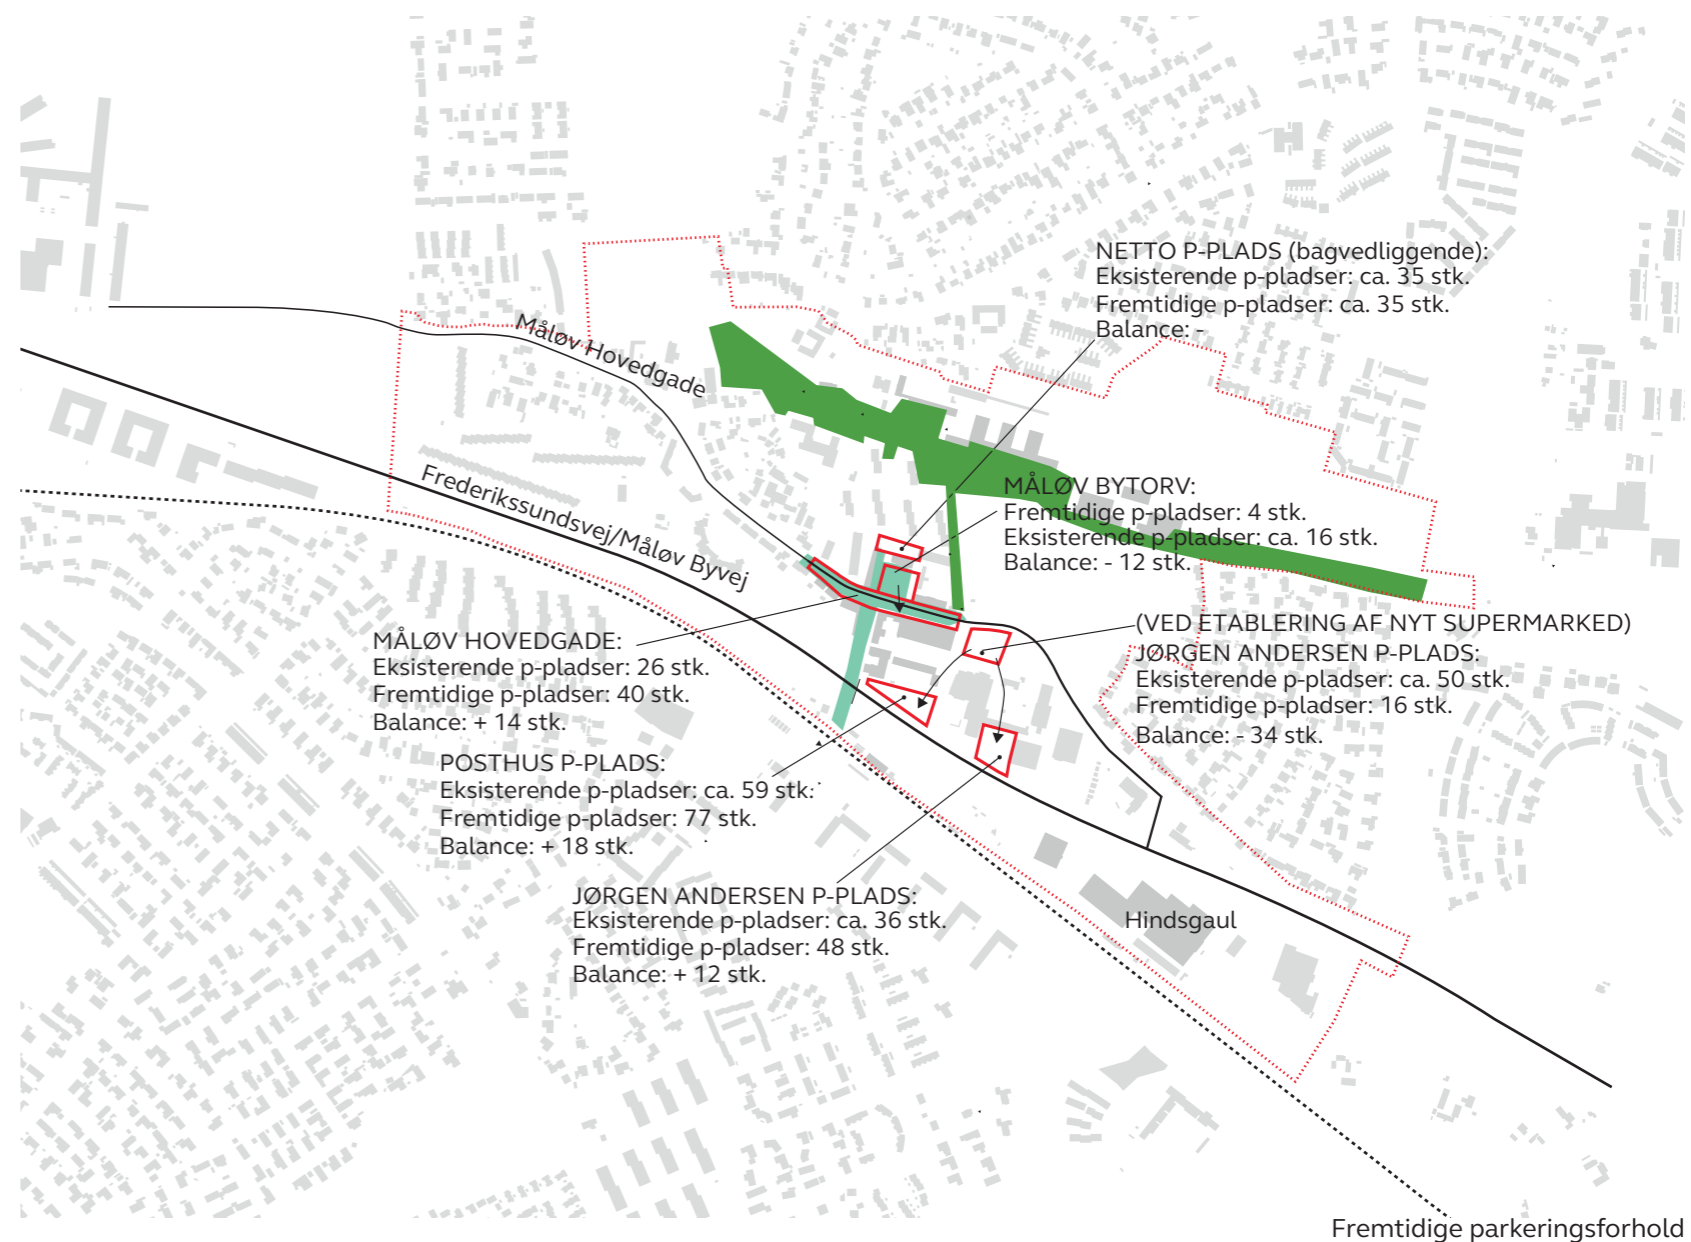 NETTO P-PLADS (bagvedliggende):
Eksisterende p-pladser: ca. 35 stk.
Fremtidige p-pladser: ca. 35 stk.
Balance: -
Måløv Hovedgade
Frederikssundsvej/Måløv Byvej
MÅLØV BYTORV:
Fremtidige p-pladser: 4 stk.
Eksisterende p-pladser: ca. 16 stk.
Balance: - 12 stk.
(VED ETABLERING AF NYT SUPERMARKED)
JØRGEN ANDERSEN P-PLADS:
Eksisterende p-pladser: ca. 50 stk.
Fremtidige p-pladser: 16 stk.
Balance: - 34 stk.
MÅLØV HOVEDGADE:
Eksisterende p-pladser: 26 stk.
Fremtidige p-pladser: 40 stk.
Balance: + 14 stk.
POSTHUS P-PLADS:
Eksisterende p-pladser: ca. 59 stk.
Fremtidige p-pladser: 77 stk.
Balance: + 18 stk.
JØRGEN ANDERSEN P-PLADS:
Eksisterende p-pladser: ca. 36 stk.
Fremtidige p-pladser: 48 stk.
Balance: + 12 stk.
Hindsgaul
Fremtidige parkeringsforhold